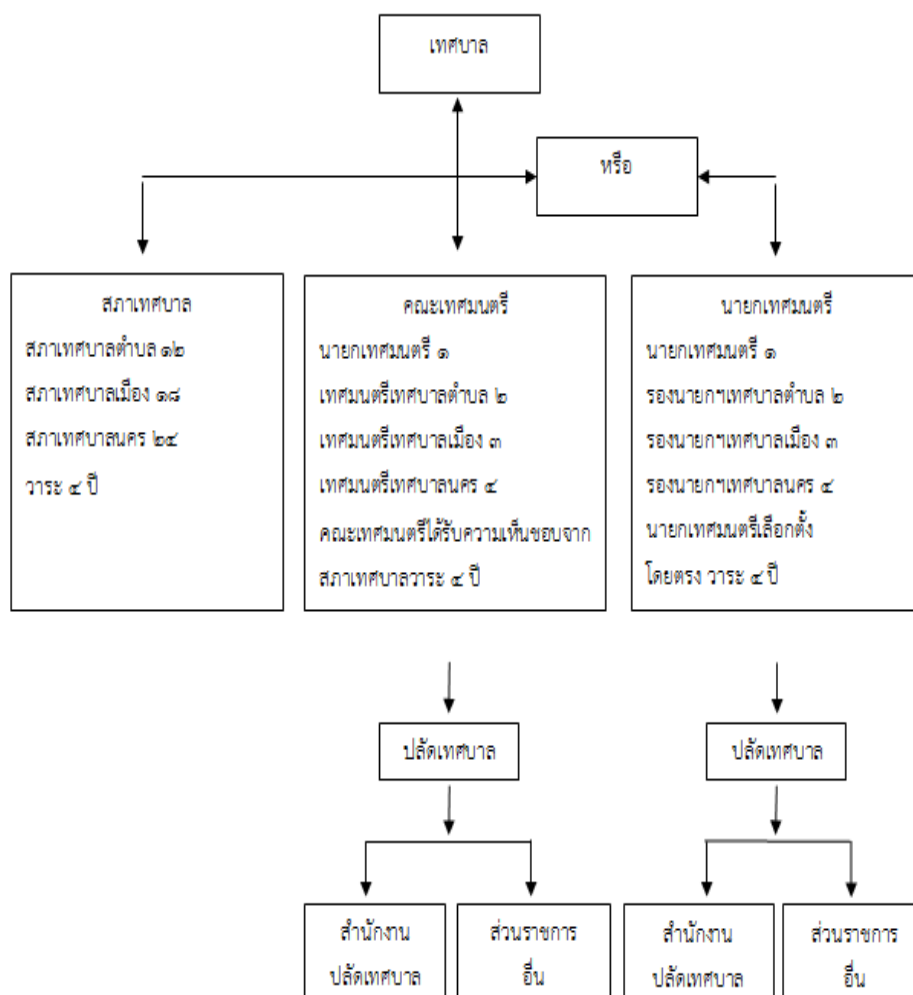 เทศบาล
หรือ
สภาเทศบาล
สภาเทศบาลตำบล ๑๒
สภาเทศบาลเมือง ๑๘
สภาเทศบาลนคร ๒๔
วาระ ๔ ปี
คณะเทศมนตรี
นายกเทศมนตรี ๑
เทศมนตรีเทศบาลตำบล ๒
เทศมนตรีเทศบาลเมือง ๓
เทศมนตรีเทศบาลนคร ๔
คณะเทศมนตรีได้รับความเห็นชอบจาก
สภาเทศบาลวาระ ๔ ปี
นายกเทศมนตรี
นายกเทศมนตรี ๑
รองนายกฯเทศบาลตำบล ๒
รองนายกฯเทศบาลเมือง ๓
รองนายกฯเทศบาลนคร ๔
นายกเทศมนตรีเลือกตั้ง
โดยตรง วาระ ๔ ปี
ปลัดเทศบาล
ปลัดเทศบาล
สำนักงาน
ปลัดเทศบาล
ส่วนราชการ
อื่น
สำนักงาน
ปลัดเทศบาล
ส่วนราชการ
อื่น